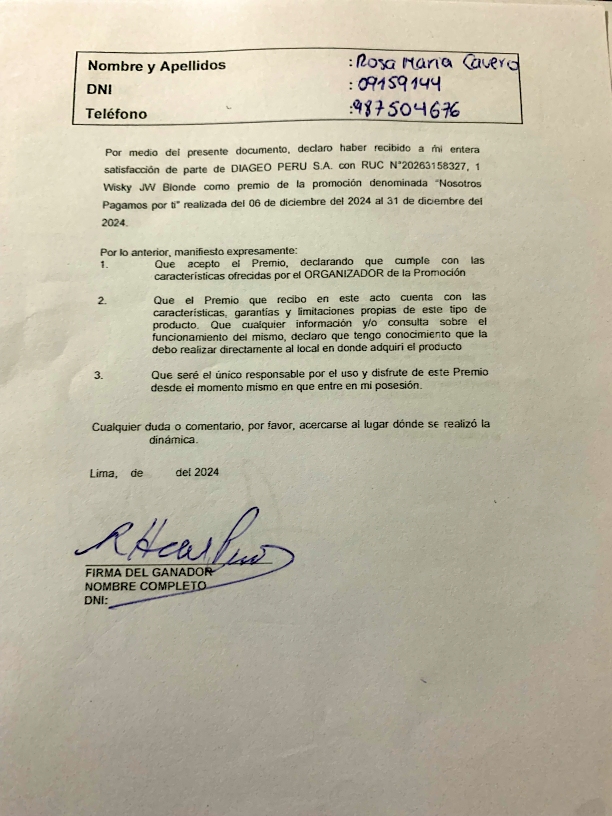 Nombre y Apellidos : Rosa Maria Cavero
DNI : 09159144
Teléfono : 987504676
Por medio del presente documento, declaro haber recibido a mi entera
satisfacción de parte de DIAGEO PERU S.A. con RUC N°20263158327, 1
Wisky JW Blonde como premio de la promoción denominada "Nosotros
Pagamos por ti" realizada del 06 de diciembre del 2024 al 31 de diciembre del
2024.
Por lo anterior, manifiesto expresamente:
1. Que acepto el Premio, declarando que cumple con las
características ofrecidas por el ORGANIZADOR de la Promoción
2. Que el Premio que recibo en este acto cuenta con las
características, garantías y limitaciones propias de este tipo de
producto. Que cualquier información y/o consulta sobre el
funcionamiento del mismo, declaro que tengo conocimiento que la
debo realizar directamente al local en donde adquirí el producto
3. Que seré el único responsable por el uso y disfrute de este Premio
desde el momento mismo en que entre en mi posesión.
Cualquier duda o comentario, por favor, acercarse al lugar dónde se realizó la
dinámica.
Lima, de del 2024
FIRMA DEL GANADOR
NOMBRE COMPLETO
DNI: